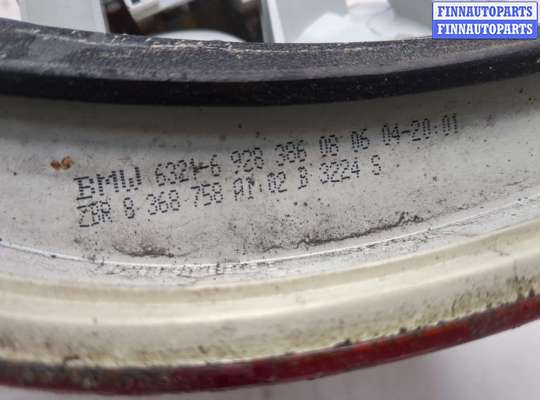 FINNAUTOPARTS
FINNAUTOPARTS
BMW 6321-6 928 386 08 06 04-20:01
ZBR 8 368 758 AI 02 B 3224 S